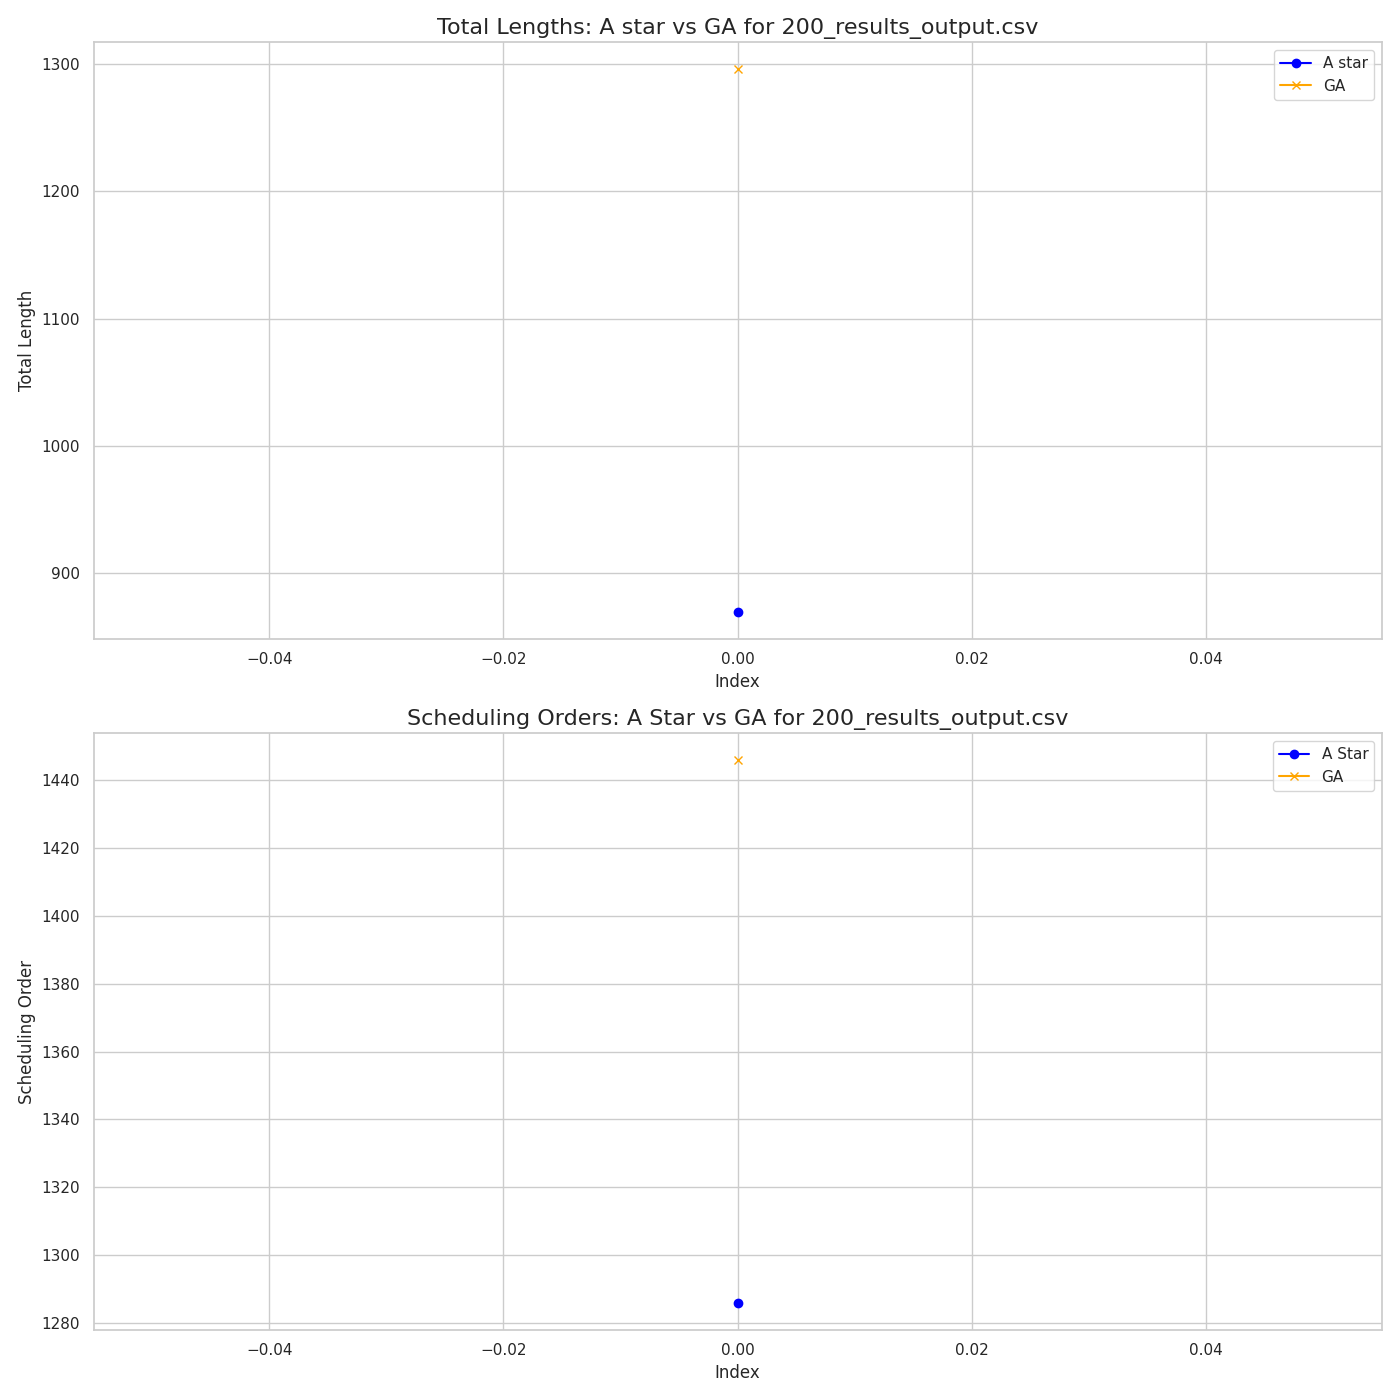 Total Lengths: A star vs GA for 200_results_output.csv
A star
GA
1300
1200
1100
1000
900
Total Length
−0.04
−0.02
0.00
0.02
0.04
Index
Scheduling Orders: A Star vs GA for 200_results_output.csv
A Star
GA
1440
1420
1400
1380
1360
1340
1320
1300
1280
Scheduling Order
−0.04
−0.02
0.00
0.02
0.04
Index